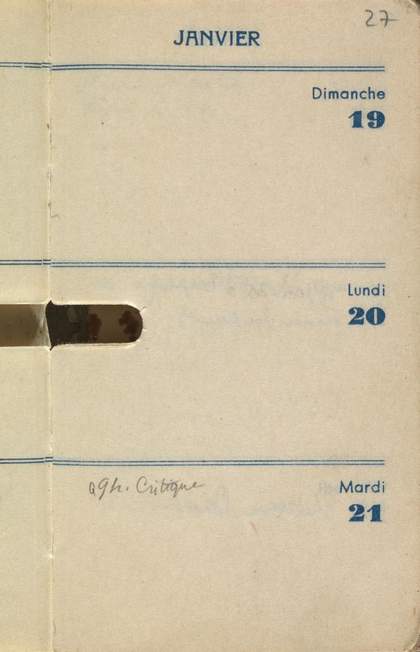 27
JANVIER
Dimanche
19
Lundi
20
à 9h. Critique
Mardi
21